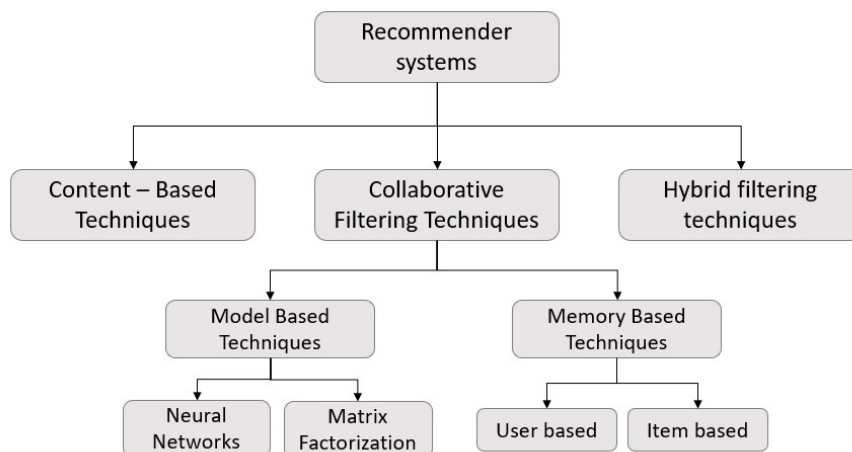 Recommender
systems
Content – Based
Techniques
Collaborative
Filtering Techniques
Hybrid filtering
techniques
Model Based
Techniques
Memory Based
Techniques
Neural
Networks
Matrix
Factorization
User based
Item based